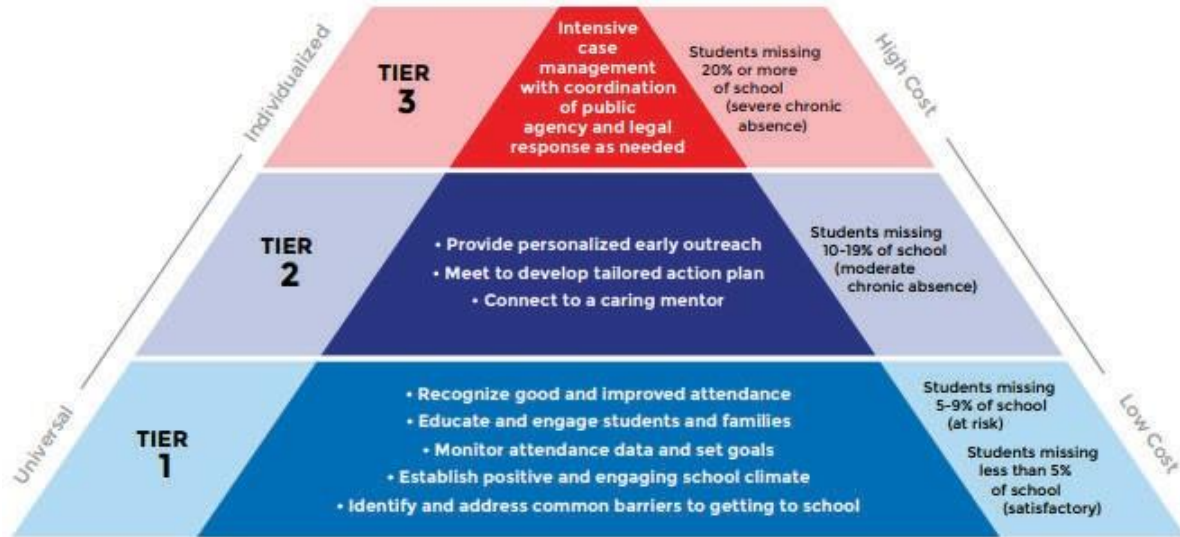 Individualized
TIER
3
Intensive
case
management
with coordination
of public
agency and legal
response as needed
Students missing
20% or more
of school
(severe chronic
absence)
High Cost
TIER
2
• Provide personalized early outreach
• Meet to develop tailored action plan
• Connect to a caring mentor
Students missing
10-19% of school
(moderate
chronic absence)
Universal
TIER
1
• Recognize good and improved attendance
• Educate and engage students and families
• Monitor attendance data and set goals
• Establish positive and engaging school climate
• Identify and address common barriers to getting to school
Students missing
5-9% of school
(at risk)
Students missing
less than 5%
of school
(satisfactory)
Low Cost